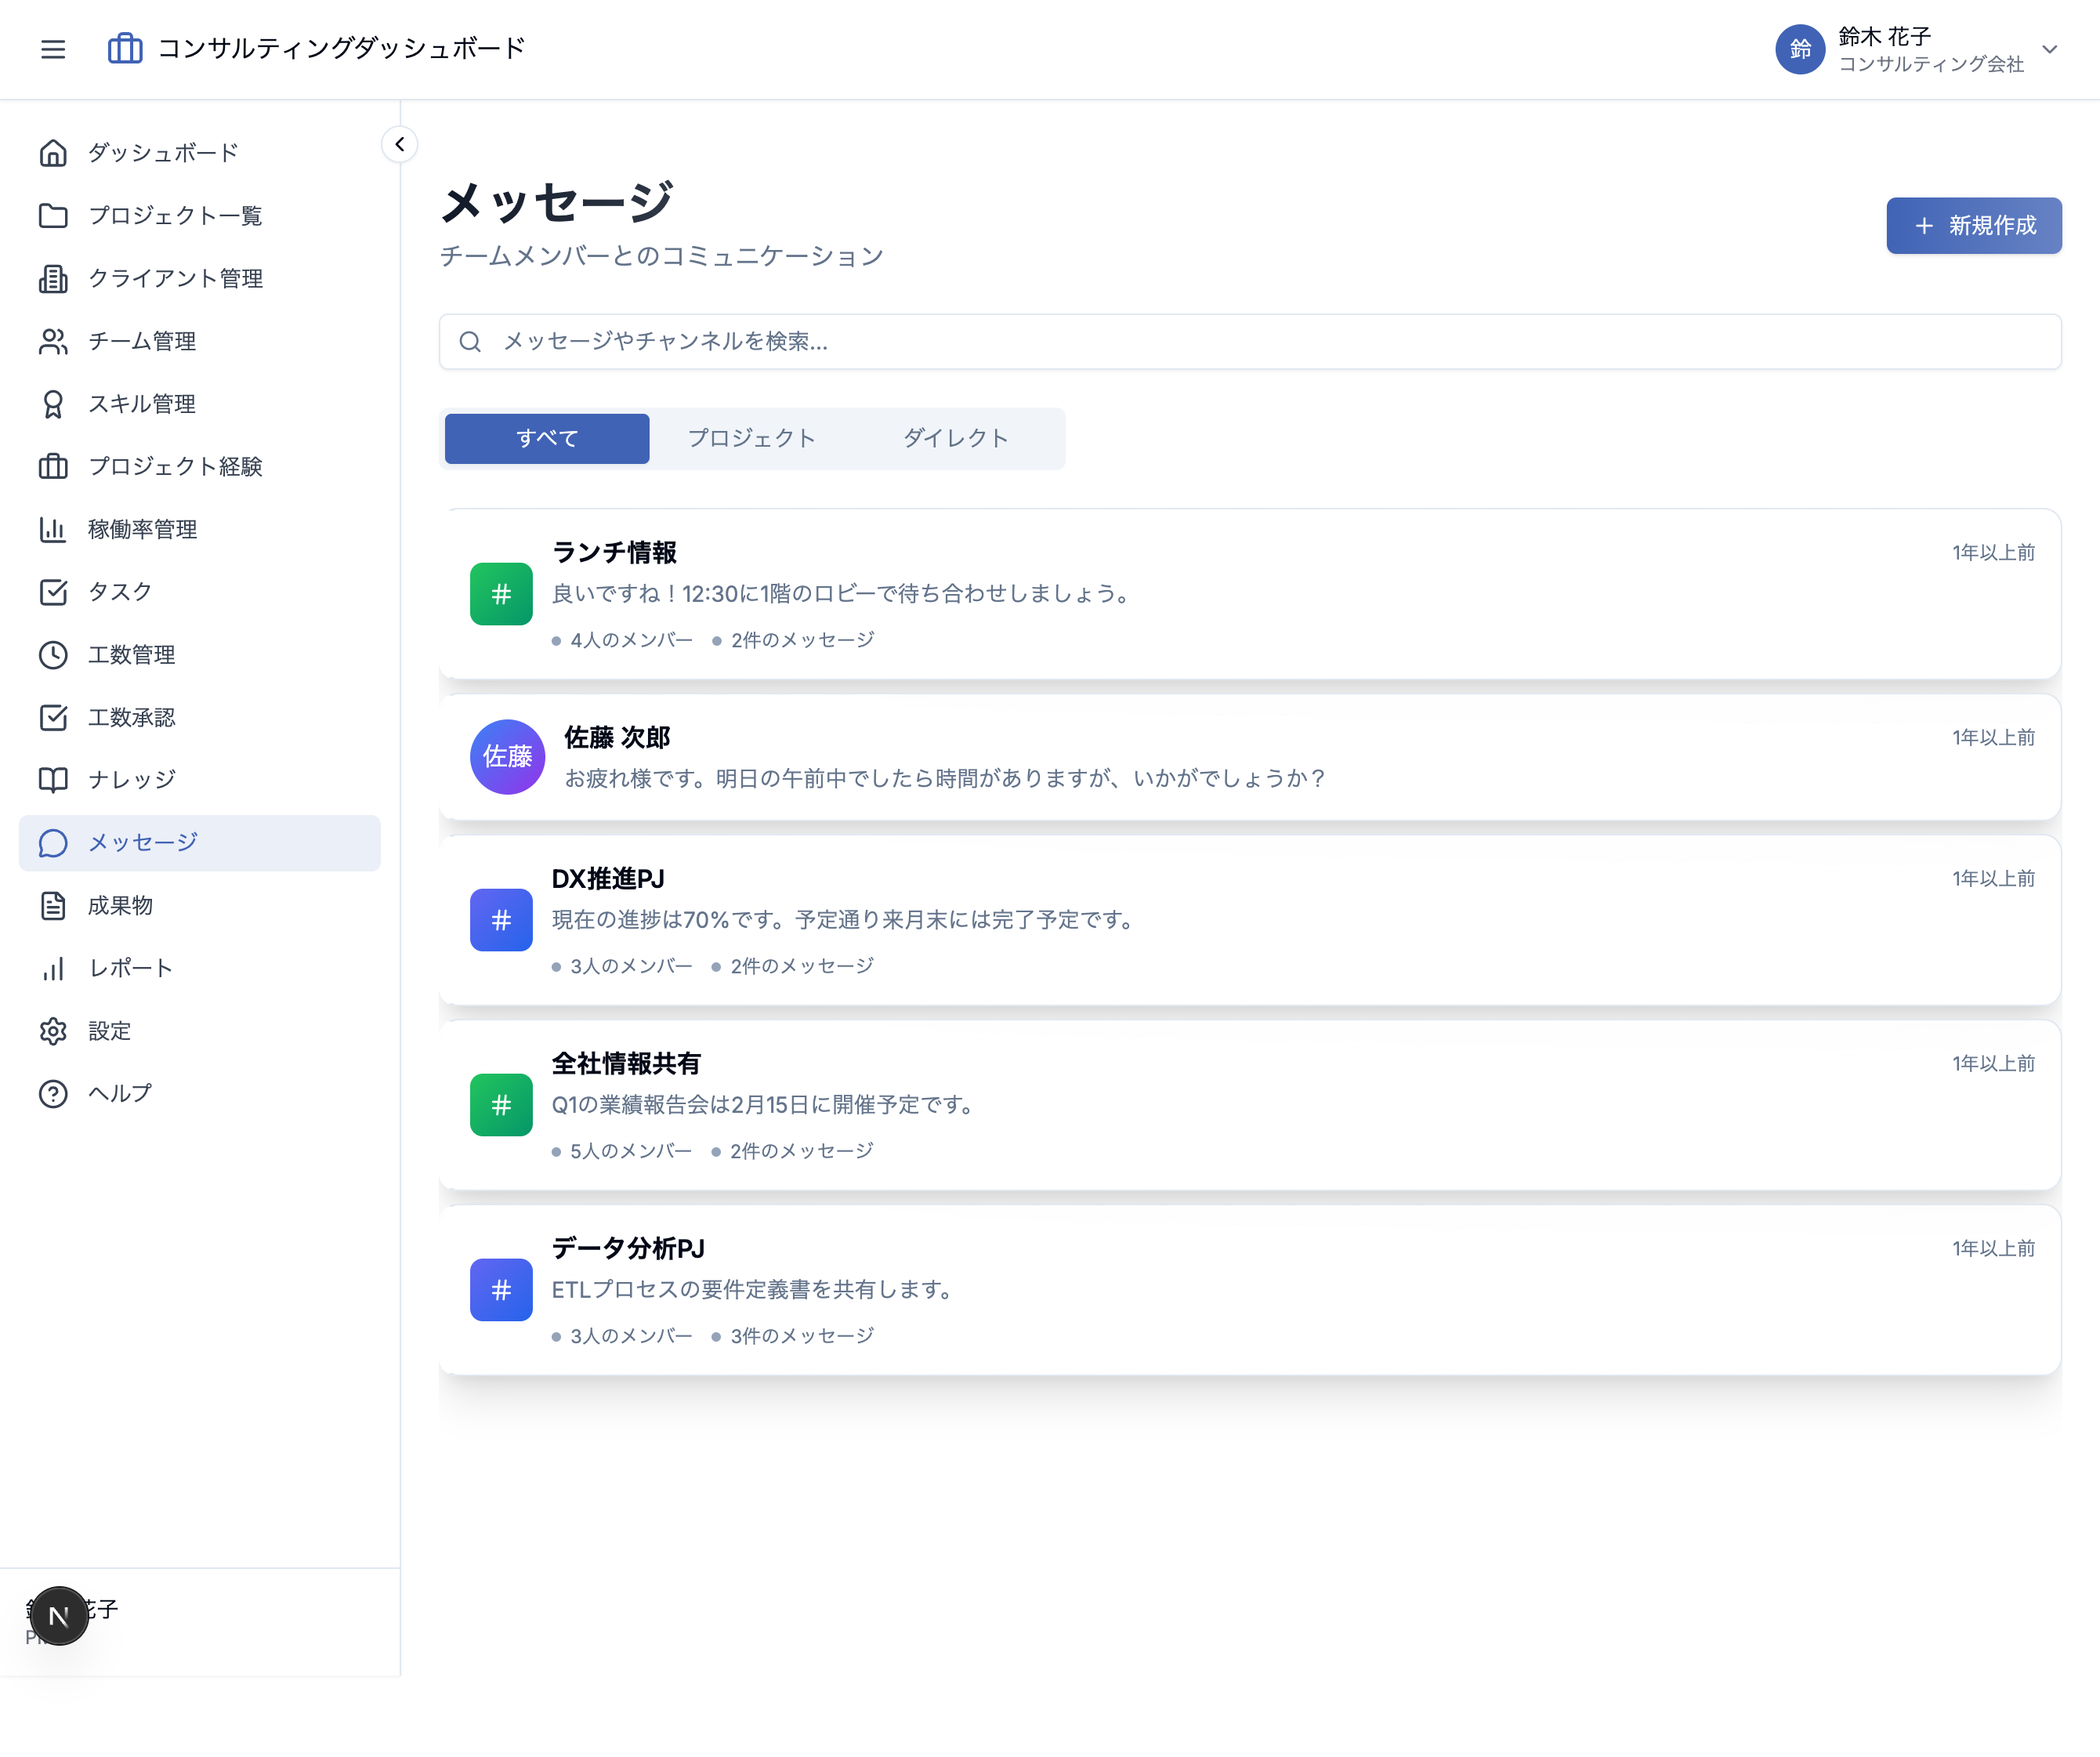 コンサルティングダッシュボード
鈴
鈴木 花子
コンサルティング会社
ダッシュボード
プロジェクト一覧
クライアント管理
チーム管理
スキル管理
プロジェクト経験
稼働率管理
タスク
工数管理
工数承認
ナレッジ
メッセージ
成果物
レポート
設定
ヘルプ
花子
N
メッセージ
チームメンバーとのコミュニケーション
新規作成
メッセージやチャンネルを検索...
すべて
プロジェクト
ダイレクト
#
ランチ情報
1年以上前
良いですね！12:30に1階のロビーで待ち合わせしましょう。
4人のメンバー
2件のメッセージ
佐藤
佐藤 次郎
1年以上前
お疲れ様です。明日の午前中でしたら時間がありますが、いかがでしょうか？
#
DX推進PJ
1年以上前
現在の進捗は70%です。予定通り来月末には完了予定です。
3人のメンバー
2件のメッセージ
#
全社情報共有
1年以上前
Q1の業績報告会は2月15日に開催予定です。
5人のメンバー
2件のメッセージ
#
データ分析PJ
1年以上前
ETLプロセスの要件定義書を共有します。
3人のメンバー
3件のメッセージ